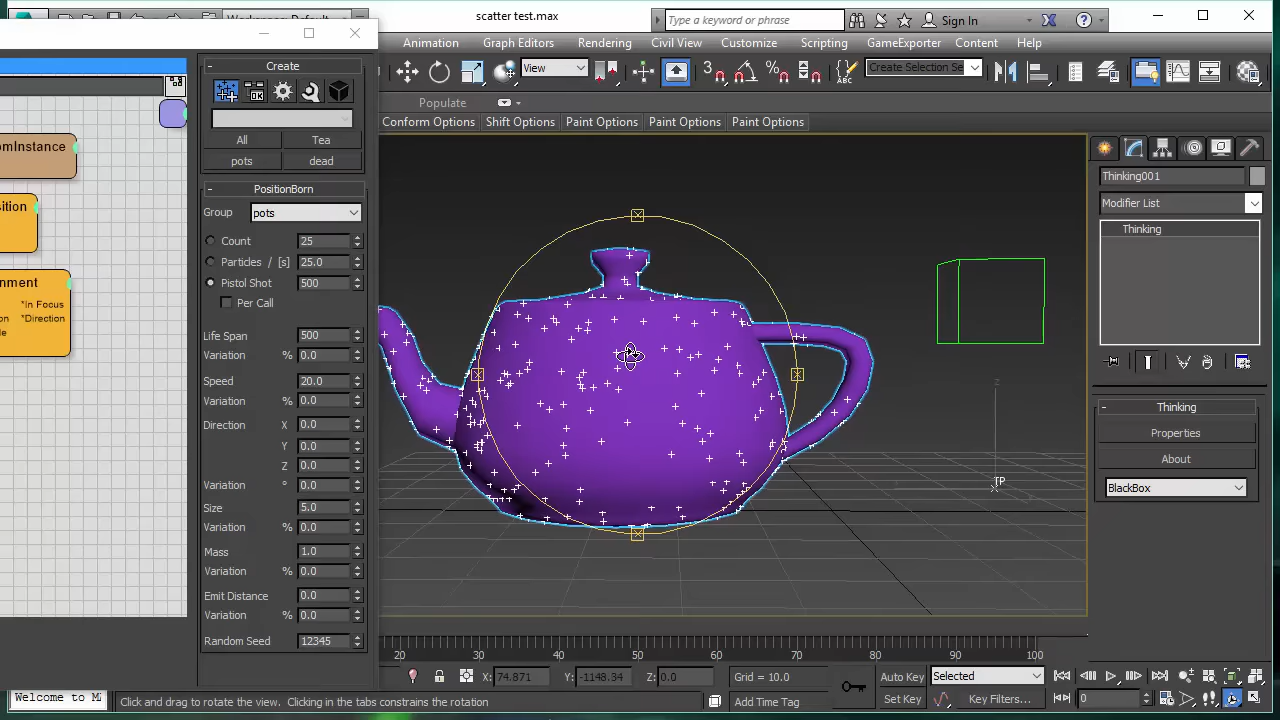 Workspace: Default
scatter test.max
Type a keyword or phrase
Sign In
Animation
Graph Editors
Rendering
Civil View
Customize
Scripting
GameExporter
Content
Help
View
3
Create Selection Se
Populate
Conform Options
Shift Options
Paint Options
Paint Options
Paint Options
Create
All
Tea
pots
dead
PositionBorn
Group
pots
Count
25
Particles / [s]
25.0
Pistol Shot
500
Per Call
Life Span
500
Variation % 0.0
Speed
20.0
Variation % 0.0
Direction X 0.0
Y 0.0
Z 0.0
Variation ° 0.0
Size
5.0
Variation % 0.0
Mass
1.0
Variation % 0.0
Emit Distance
0.0
Variation % 0.0
Random Seed
12345
omInstance
ition
nment
*In Focus
on *Direction
le
z
TP
Thinking001
Modifier List
Thinking
Thinking
Properties
About
BlackBox
20 30 40 50 60 70 80 90 100
X: 74.871
Y: -1148.34
Z: 0.0
Grid = 10.0
Auto Key
Selected
Set Key
Key Filters...
0
Add Time Tag
Welcome to M
Click and drag to rotate the view. Clicking in the tabs constrains the rotation